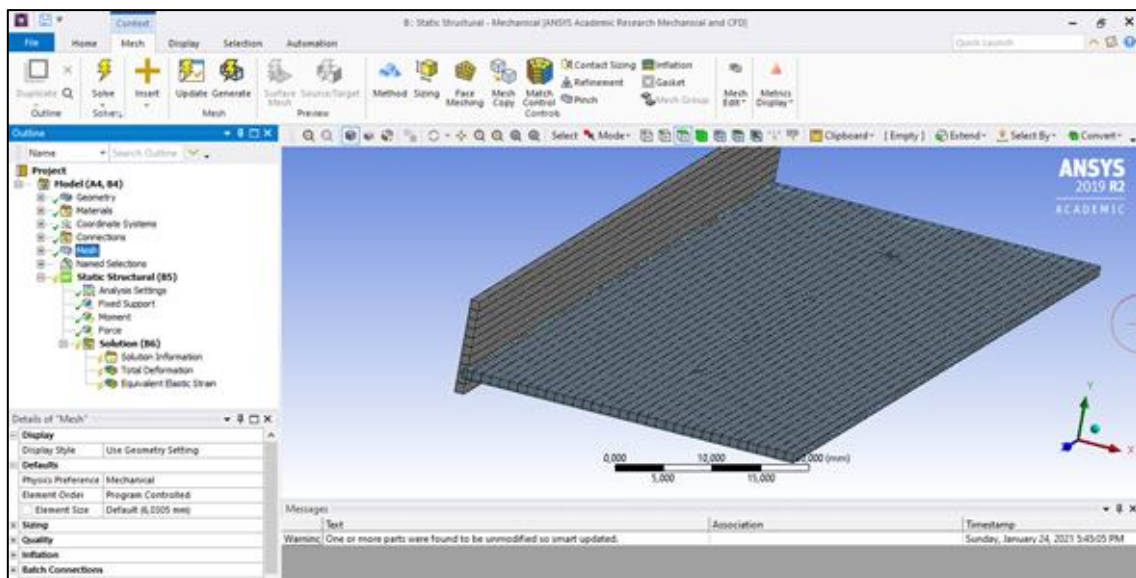 B: Static Structural - Mechanical [ANSYS Academic Research Mechanical and CFD]
Context
File Home Mesh Display Selection Automation
Quick Launch
Duplicate
Outline
Solve
Solver
Insert
Update Generate
Mesh
Surface Mesh
Source/Target
Preview
Method Sizing
Face Meshing
Mesh Copy
Match Control
Contact Sizing
Refinement
Pinch
Inflation
Gasket
Mesh Group
Controls
Mesh Edit
Metrics Display
Outline
Select Mode Clipboard [Empty] Extend Select By Convert
Name Search Outline
Project
Model (A4, B4)
Geometry
Materials
Coordinate Systems
Connections
Mesh
Named Selections
Static Structural (B5)
Analysis Settings
Fixed Support
Moment
Force
Solution (B6)
Solution Information
Total Deformation
Equivalent Elastic Strain
ANSYS
2019 R2
ACADEMIC
Y
X
0,000 10,000 20,000 (mm)
5,000 15,000
Details of "Mesh"
Display
Display Style Use Geometry Setting
Defaults
Physics Preference Mechanical
Element Order Program Controlled
Element Size Default (6,0305 mm)
Sizing
Quality
Inflation
Batch Connections
Messages
Text Association Timestamp
Warning One or more parts were found to be unmodified so smart updated. Sunday, January 24, 2021 5:45:05 PM